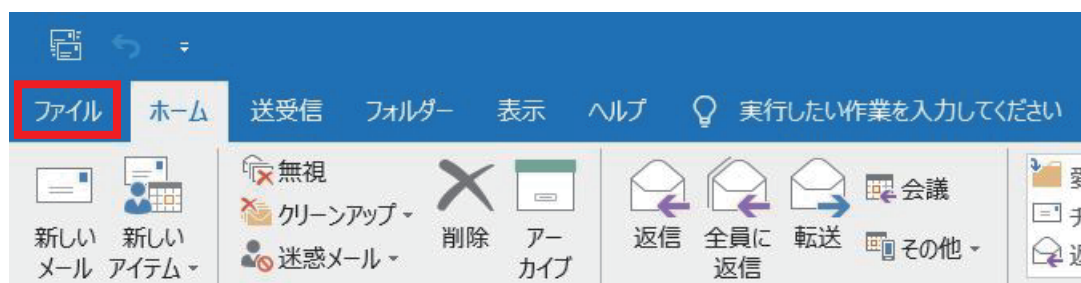 ファイル ホーム 送受信 フォルダー 表示 ヘルプ 実行したい作業を入力してください
新しい
メール
新しい
アイテム
無視
クリーンアップ
迷惑メール
削除
アー
カイブ
返信
全員に
返信
転送
会議
その他